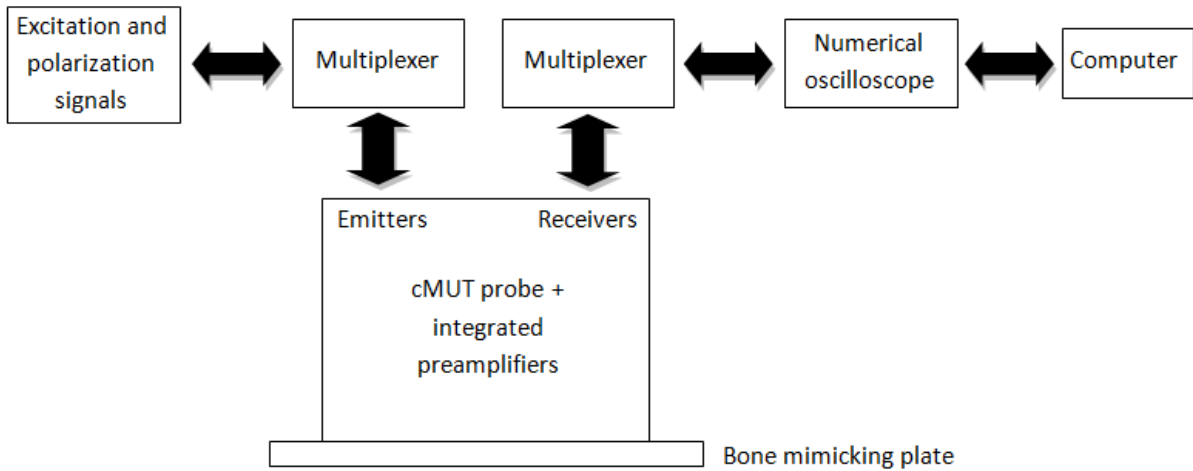 Excitation and
polarization
signals
Multiplexer
Multiplexer
Numerical
oscilloscope
Computer
Emitters
Receivers
cMUT probe +
integrated
preamplifiers
Bone mimicking plate